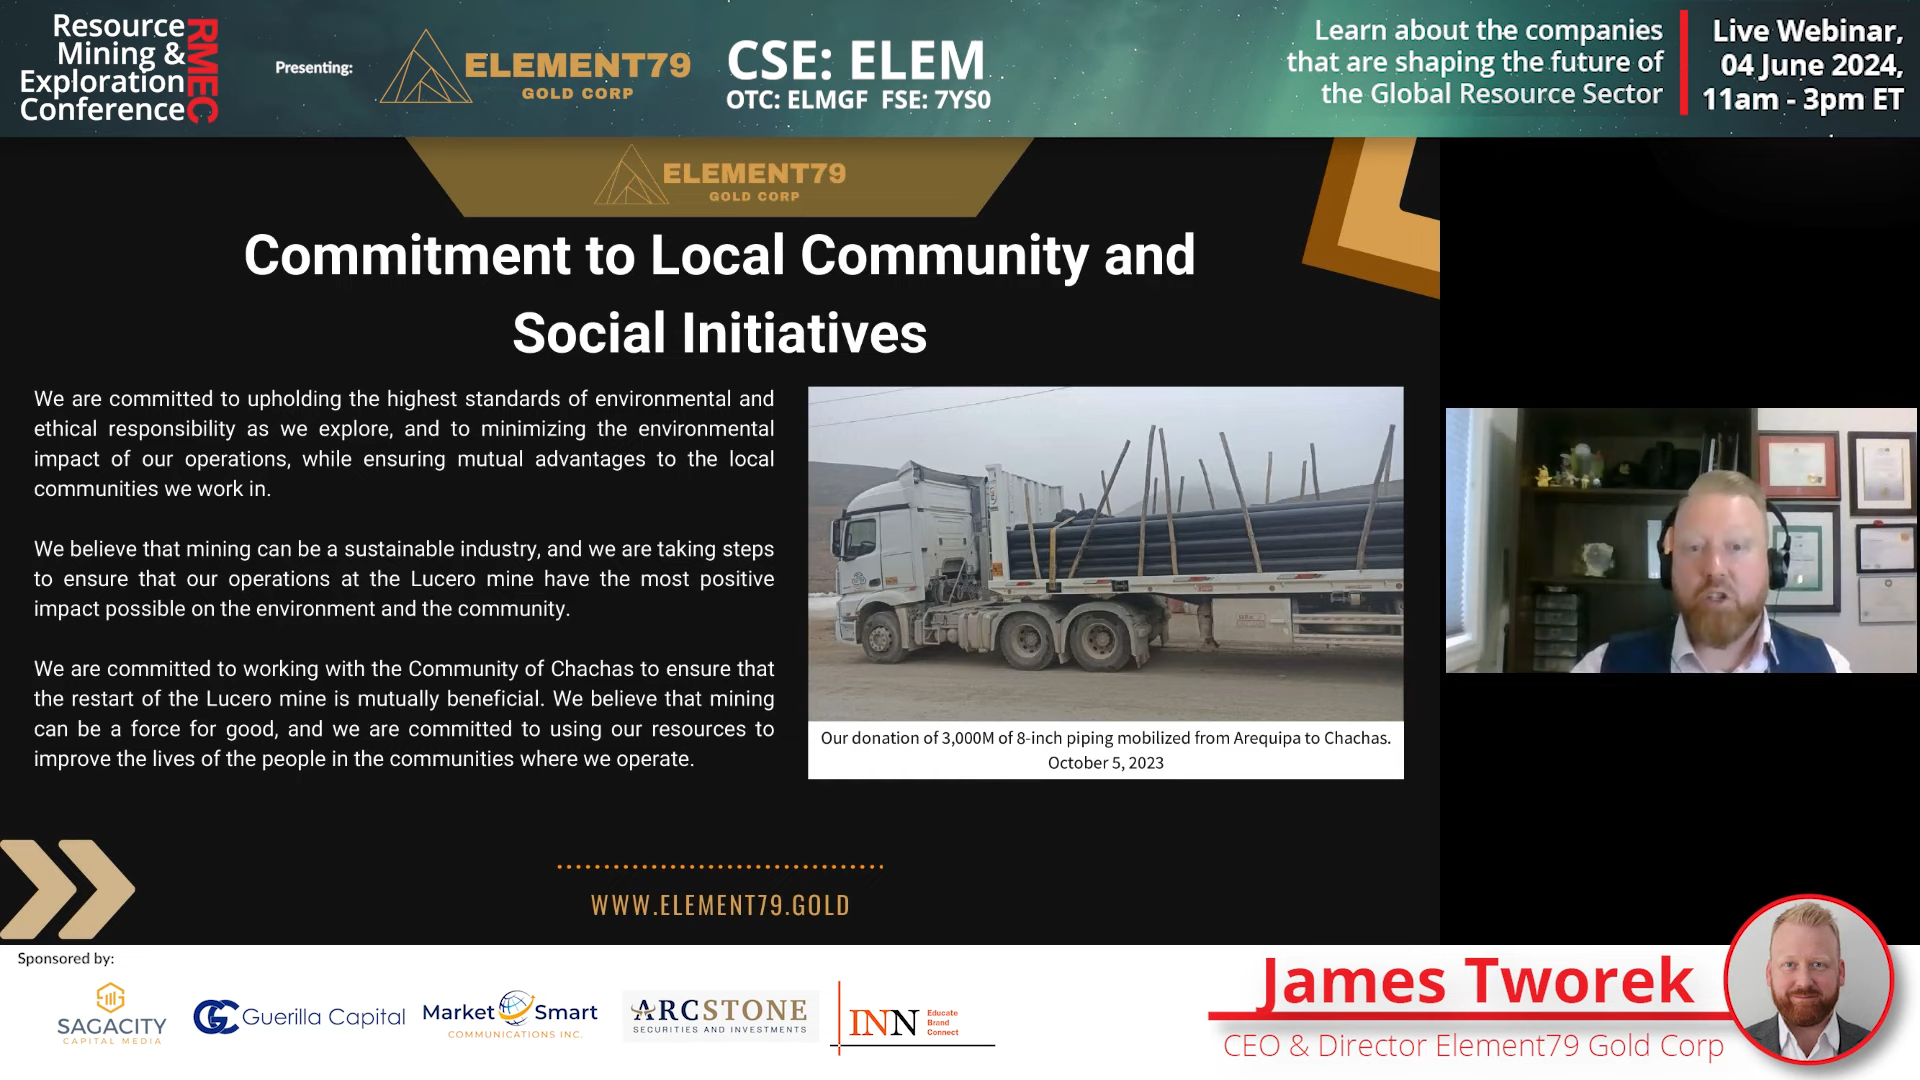 Resource
Mining &
Exploration
Conference
RMEC
Presenting:
ELEMENT79
GOLD CORP
CSE: ELEM
OTC: ELMGF FSE: 7YS0
Learn about the companies
that are shaping the future of
the Global Resource Sector
Live Webinar,
04 June 2024,
11am - 3pm ET
ELEMENT79
GOLD CORP
Commitment to Local Community and
Social Initiatives
We are committed to upholding the highest standards of environmental and
ethical responsibility as we explore, and to minimizing the environmental
impact of our operations, while ensuring mutual advantages to the local
communities we work in.
We believe that mining can be a sustainable industry, and we are taking steps
to ensure that our operations at the Lucero mine have the most positive
impact possible on the environment and the community.
We are committed to working with the Community of Chachas to ensure that
the restart of the Lucero mine is mutually beneficial. We believe that mining
can be a force for good, and we are committed to using our resources to
improve the lives of the people in the communities where we operate.
Our donation of 3,000M of 8-inch piping mobilized from Arequipa to Chachas.
October 5, 2023
WWW.ELEMENT79.GOLD
Sponsored by:
SAGACITY
CAPITAL MEDIA
GC Guerilla Capital
Market Smart
COMMUNICATIONS INC.
ARCSTONE
SECURITIES AND INVESTMENTS
INN
Educate
Brand
Connect
James Tworek
CEO & Director Element79 Gold Corp